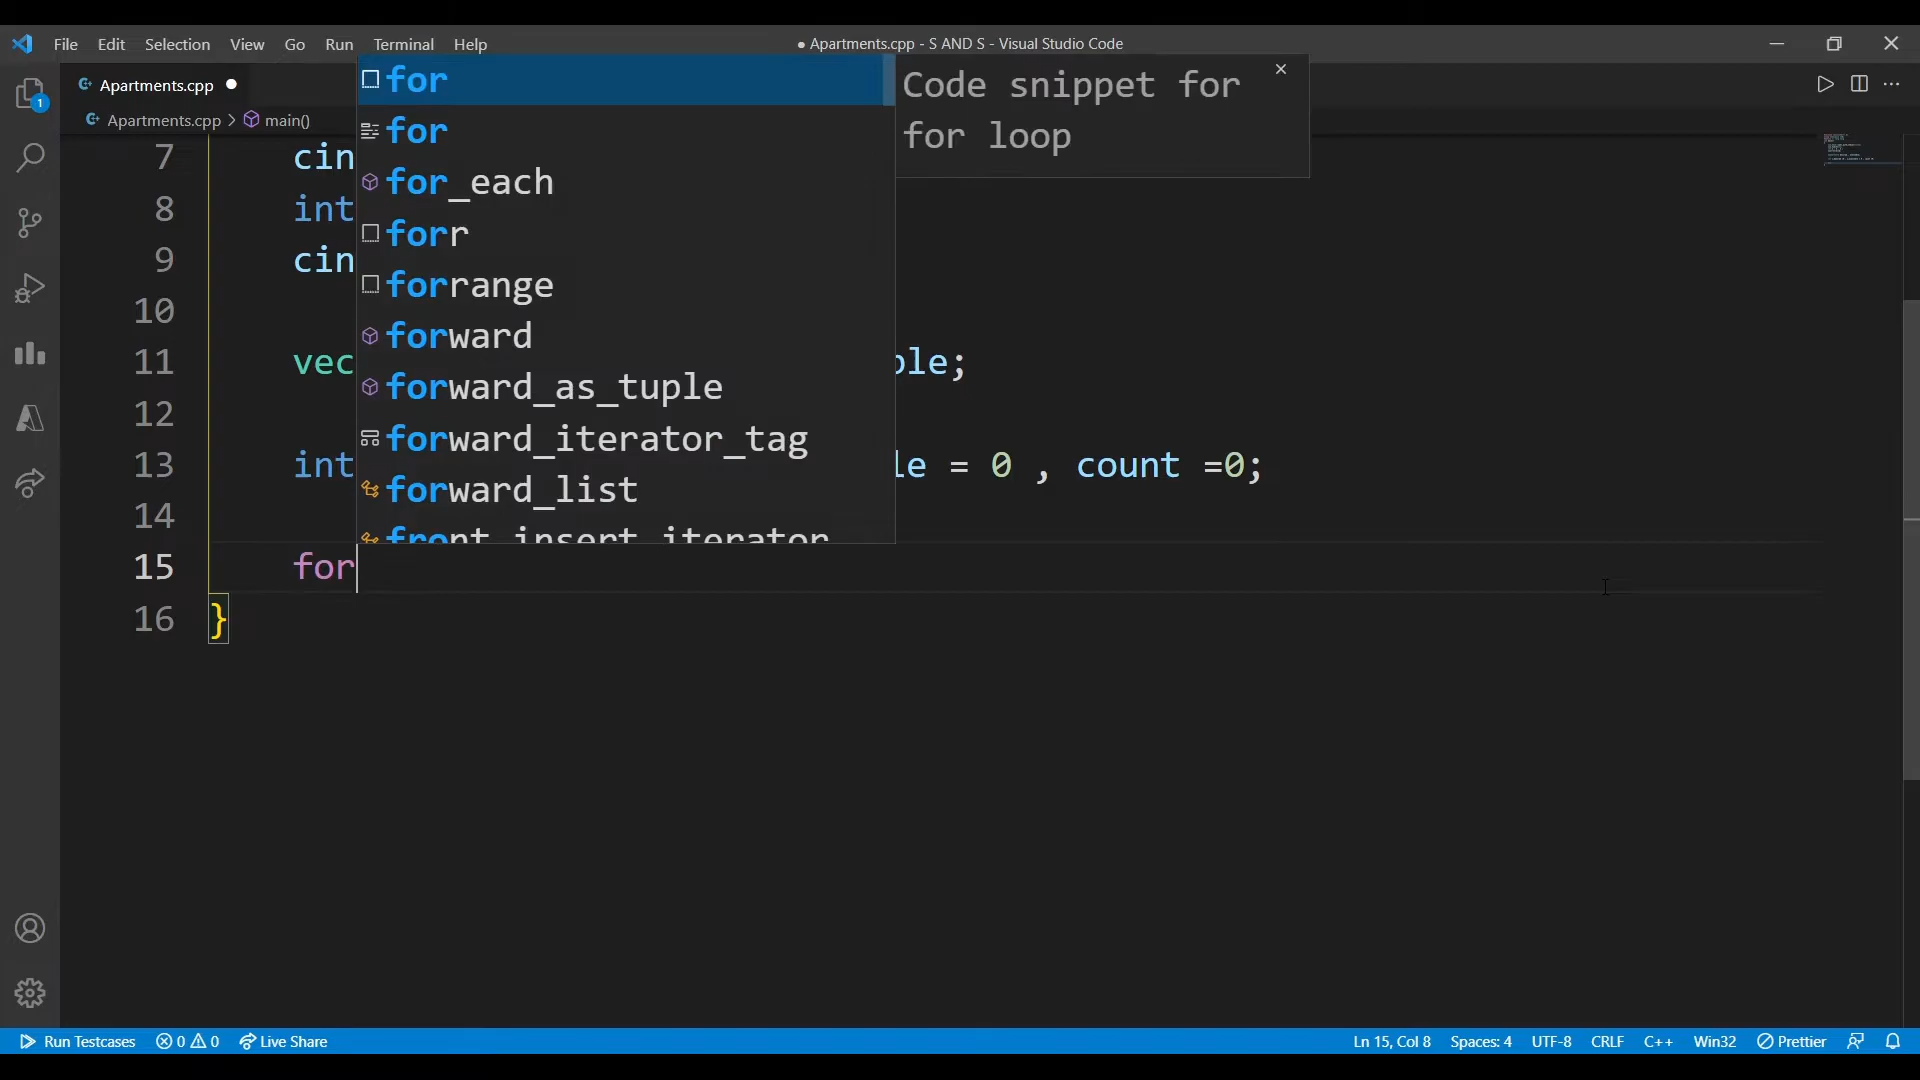 File Edit Selection View Go Run Terminal Help
● Apartments.cpp - S AND S - Visual Studio Code
Apartments.cpp ●
Apartments.cpp > main()
for
Code snippet for
for loop
for
for_each
forr
forrange
forward
forward_as_tuple
forward_iterator_tag
forward_list
front_insert_iterator
7 cin
8 int
9 cin
10
11 vec ble;
12
13 int le = 0 , count =0;
14
15 for
16 }
1
Run Testcases 0 0 Live Share
Ln 15, Col 8 Spaces: 4 UTF-8 CRLF C++ Win32 Prettier